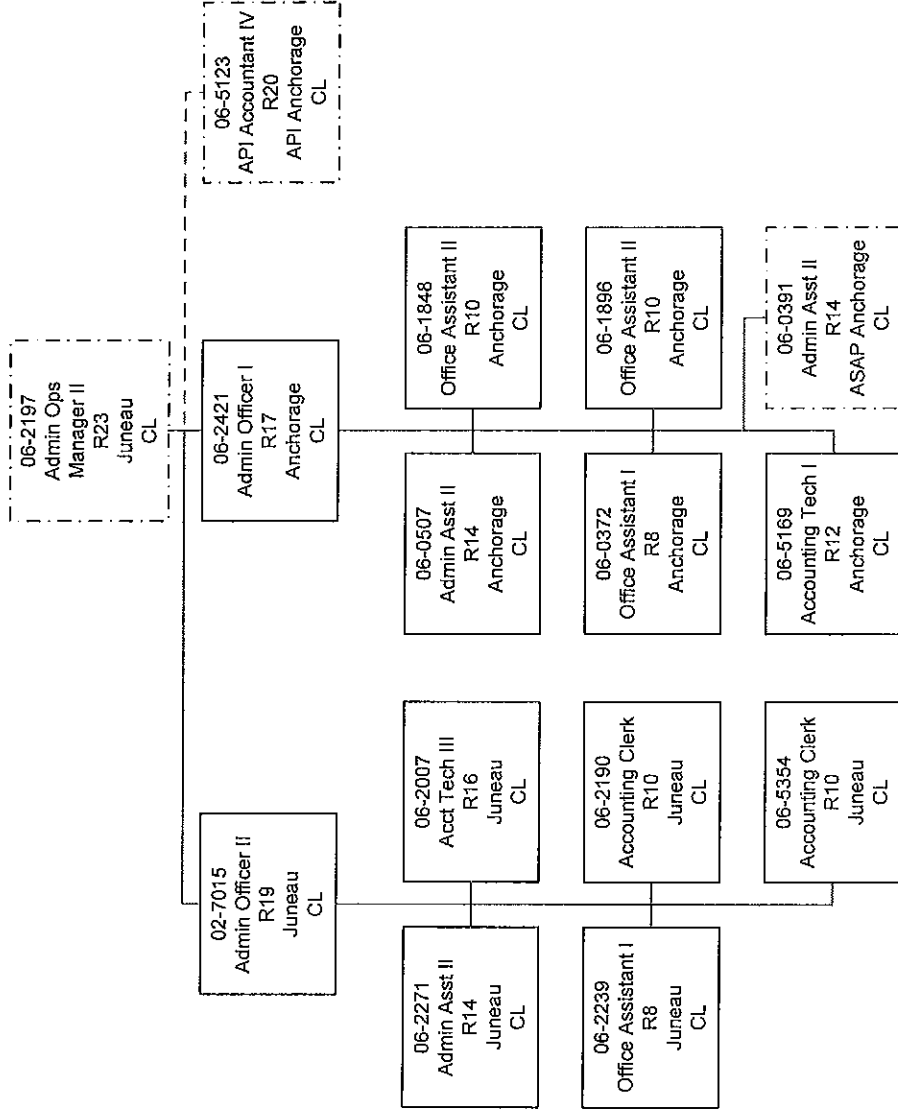 06-2197
Admin Ops
Manager II
R23
Juneau
CL
02-7015
Admin Officer II
R19
Juneau
CL
06-2421
Admin Officer I
R17
Anchorage
CL
06-5123
API Accountant IV
R20
API Anchorage
CL
06-2271
Admin Asst II
R14
Juneau
CL
06-2007
Acct Tech III
R16
Juneau
CL
06-0507
Admin Asst II
R14
Anchorage
CL
06-1848
Office Assistant II
R10
Anchorage
CL
06-2239
Office Assistant I
R8
Juneau
CL
06-2190
Accounting Clerk
R10
Juneau
CL
06-0372
Office Assistant I
R8
Anchorage
CL
06-1896
Office Assistant II
R10
Anchorage
CL
06-5354
Accounting Clerk
R10
Juneau
CL
06-5169
Accounting Tech I
R12
Anchorage
CL
06-0391
Admin Asst II
R14
ASAP Anchorage
CL